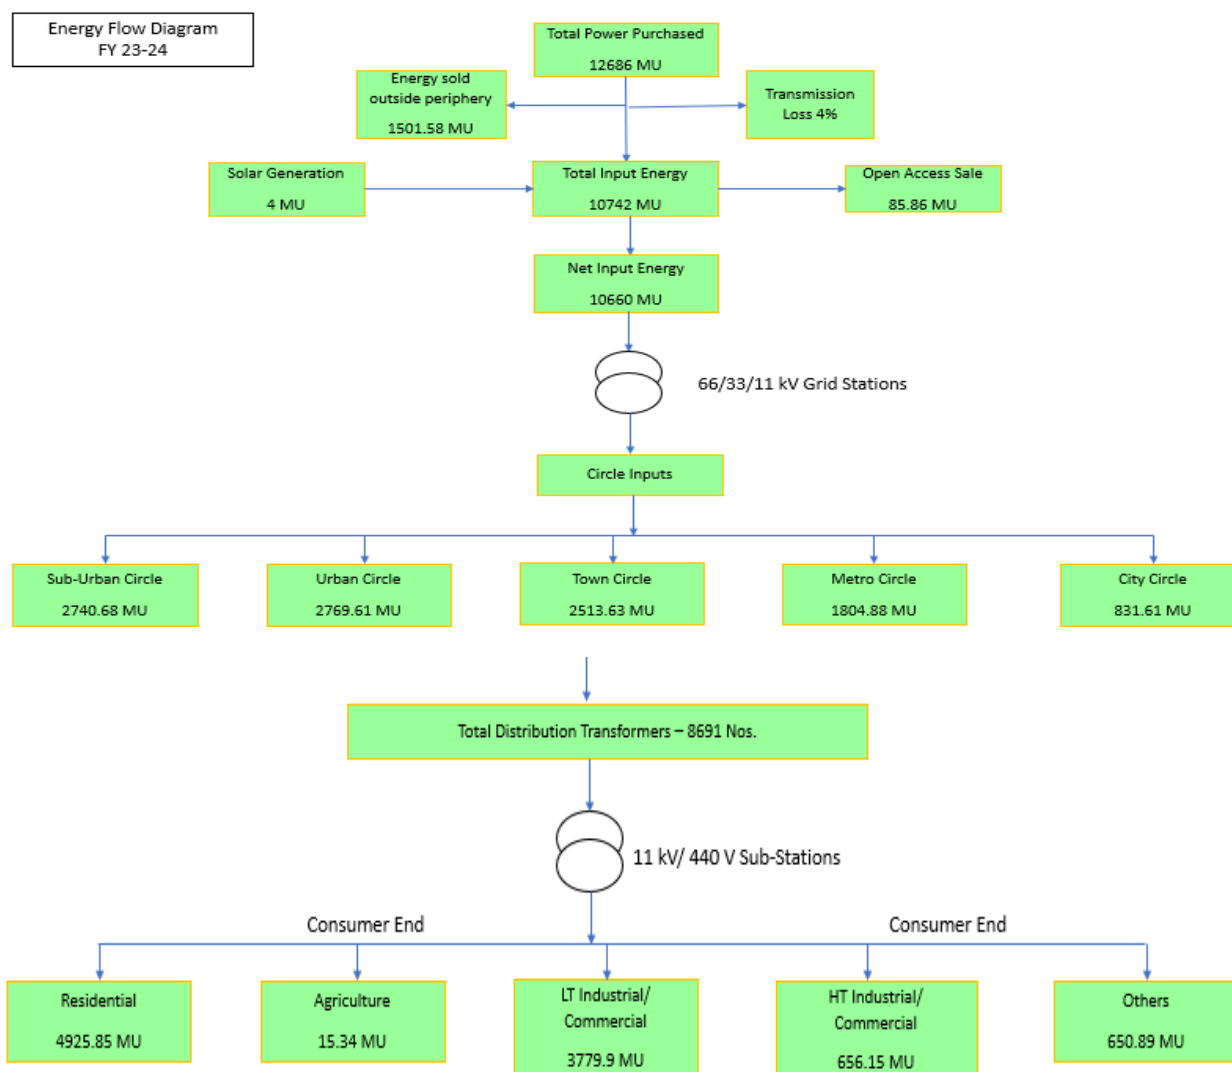 Energy Flow Diagram
FY 23-24
Total Power Purchased
12686 MU
Energy sold
outside periphery
1501.58 MU
Transmission
Loss 4%
Solar Generation
4 MU
Total Input Energy
10742 MU
Open Access Sale
85.86 MU
Net Input Energy
10660 MU
66/33/11 kV Grid Stations
Circle Inputs
Sub-Urban Circle
2740.68 MU
Urban Circle
2769.61 MU
Town Circle
2513.63 MU
Metro Circle
1804.88 MU
City Circle
831.61 MU
Total Distribution Transformers – 8691 Nos.
11 kV/ 440 V Sub-Stations
Consumer End
Consumer End
Residential
4925.85 MU
Agriculture
15.34 MU
LT Industrial/
Commercial
3779.9 MU
HT Industrial/
Commercial
656.15 MU
Others
650.89 MU